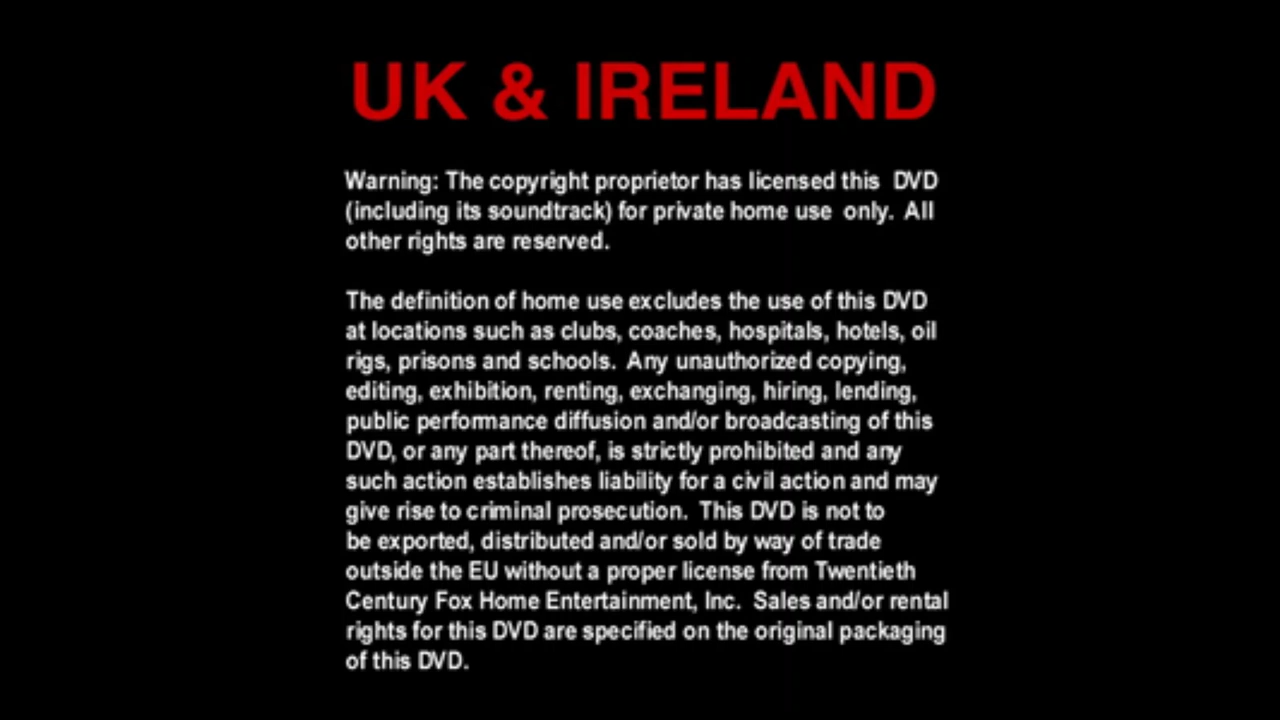 UK & IRELAND
Warning: The copyright proprietor has licensed this DVD
(including its soundtrack) for private home use only. All
other rights are reserved.
The definition of home use excludes the use of this DVD
at locations such as clubs, coaches, hospitals, hotels, oil
rigs, prisons and schools. Any unauthorized copying,
editing, exhibition, renting, exchanging, hiring, lending,
public performance diffusion and/or broadcasting of this
DVD, or any part thereof, is strictly prohibited and any
such action establishes liability for a civil action and may
give rise to criminal prosecution. This DVD is not to
be exported, distributed and/or sold by way of trade
outside the EU without a proper license from Twentieth
Century Fox Home Entertainment, Inc. Sales and/or rental
rights for this DVD are specified on the original packaging
of this DVD.